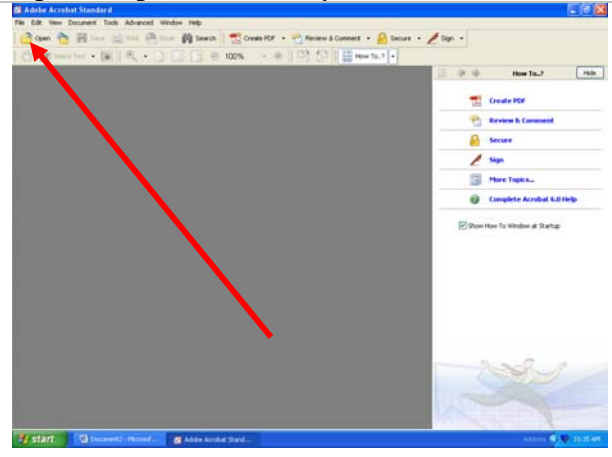 Adobe Acrobat Standard
File Edit View Document Tools Advanced Window Help
Open Save Print Email Search Create PDF Review & Comment Secure Sign
Select Text 100% How To..?
How To..? Hide
Create PDF
Review & Comment
Secure
Sign
More Topics...
Complete Acrobat 6.0 Help
Show How To Window at Startup
start Document2 - Microsof... Adobe Acrobat Stand... Address 10:35 AM